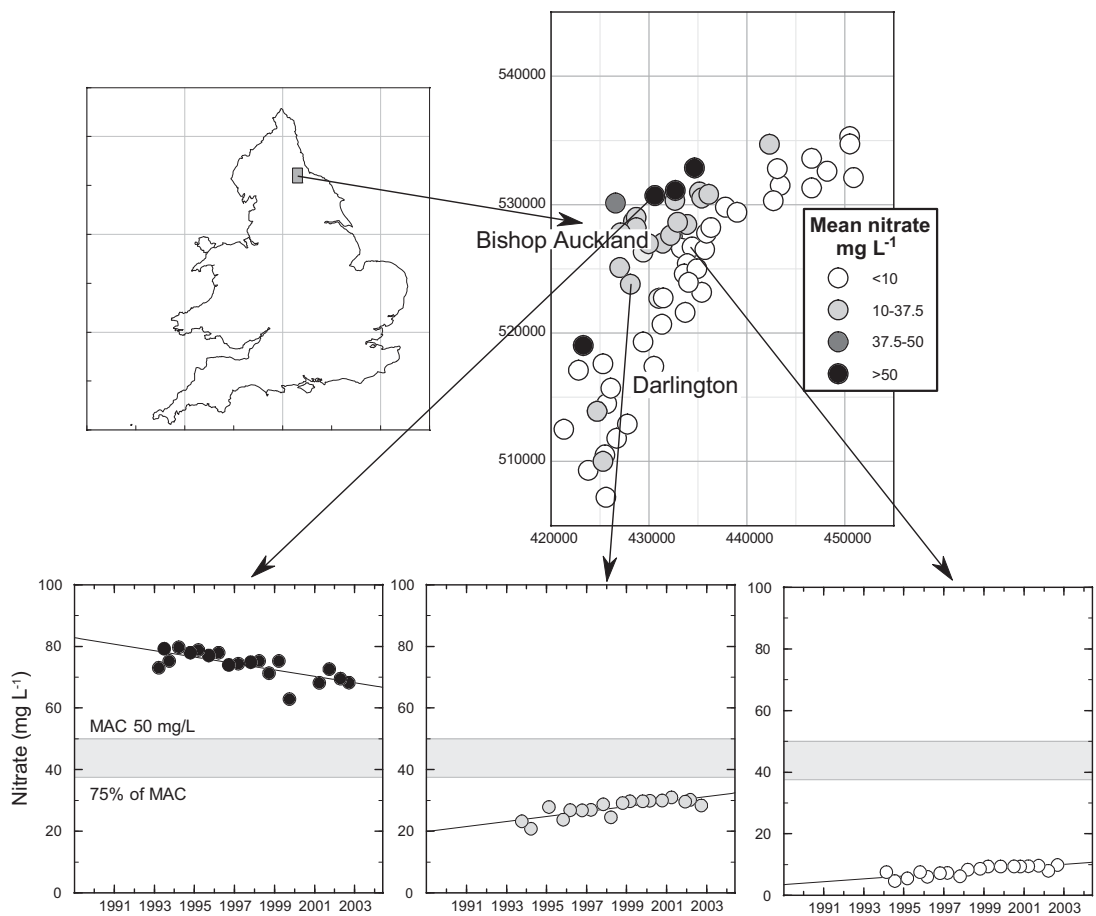 540000
530000
520000
510000
420000 430000 440000 450000
Bishop Auckland
Darlington
Mean nitrate
mg L-1
<10
10-37.5
37.5-50
>50
Nitrate (mg L-1)
100
80
60
40
20
0
MAC 50 mg/L
75% of MAC
1991 1993 1995 1997 1999 2001 2003
100
80
60
40
20
0
1991 1993 1995 1997 1999 2001 2003
100
80
60
40
20
0
1991 1993 1995 1997 1999 2001 2003